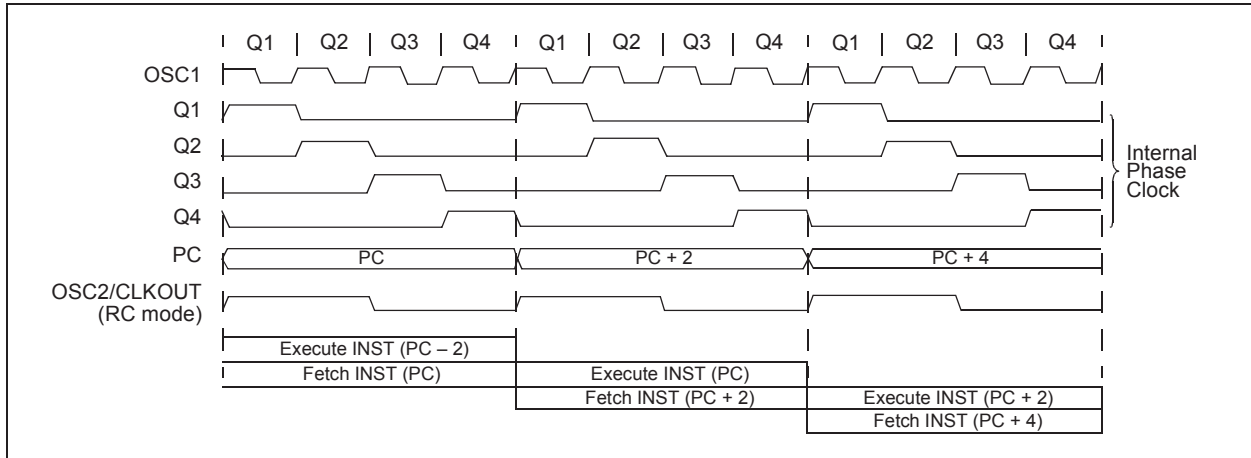 Q1 Q2 Q3 Q4 Q1 Q2 Q3 Q4 Q1 Q2 Q3 Q4
OSC1
Q1
Q2
Q3
Q4
Internal
Phase
Clock
PC
PC
PC + 2
PC + 4
OSC2/CLKOUT
(RC mode)
Execute INST (PC – 2)
Fetch INST (PC)
Execute INST (PC)
Fetch INST (PC + 2)
Execute INST (PC + 2)
Fetch INST (PC + 4)